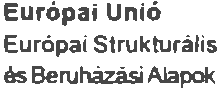 Európai Unió
Európai Strukturális
és Beruházási Alapok